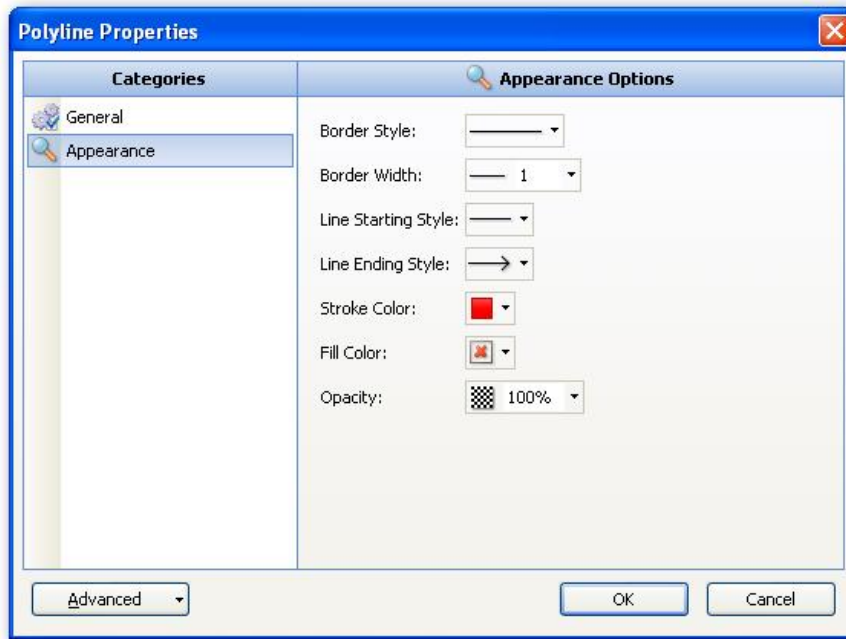 Polyline Properties
Categories
Appearance Options
General
Appearance
Border Style:
Border Width: 1
Line Starting Style:
Line Ending Style:
Stroke Color:
Fill Color:
Opacity: 100%
Advanced
OK
Cancel